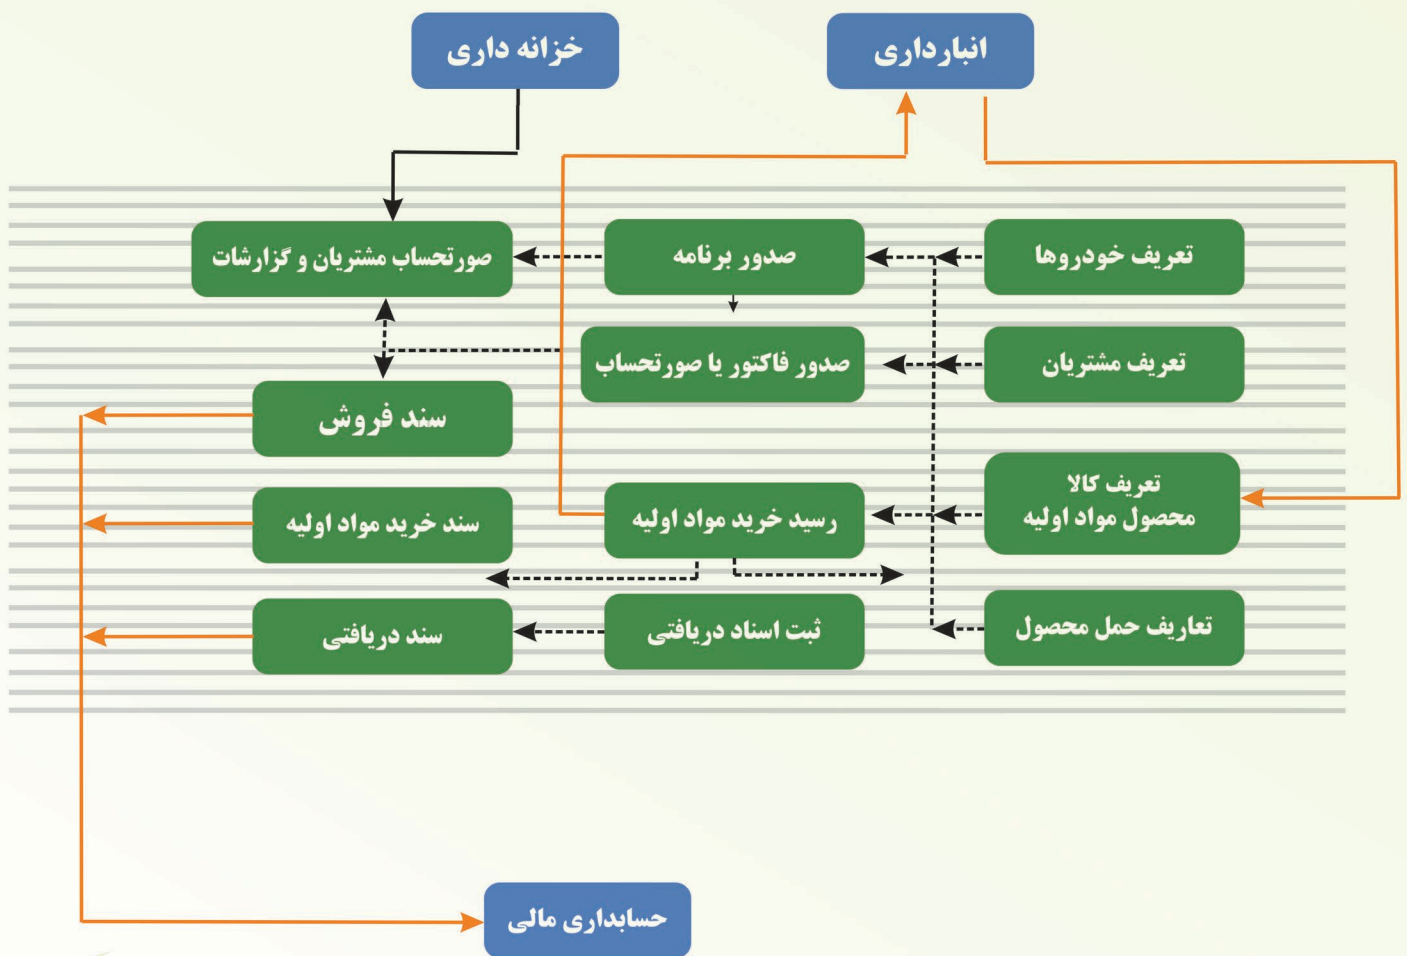 انبارداری
خزانه داری
تعریف خودروها
صدور برنامه
صورتحساب مشتریان و گزارشات
تعریف مشتریان
صدور فاکتور یا صورتحساب
سند فروش
تعریف کالا
محصول مواد اولیه
رسید خرید مواد اولیه
سند خرید مواد اولیه
تعاریف حمل محصول
ثبت اسناد دریافتی
سند دریافتی
حسابداری مالی